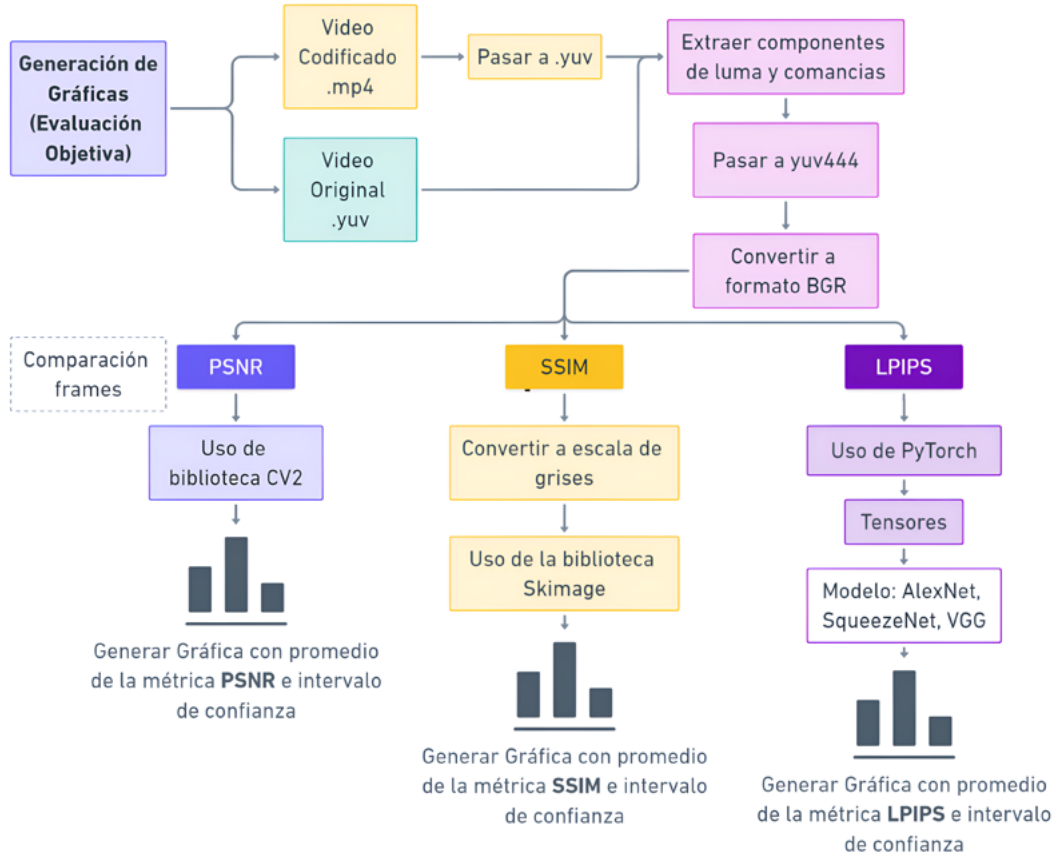 Generación de
Gráficas
(Evaluación
Objetiva)
Video
Codificado
.mp4
Pasar a .yuv
Extraer componentes
de luma y comancias
Video
Original
.yuv
Pasar a yuv444
Convertir a
formato BGR
Comparación
frames
PSNR
SSIM
LPIPS
Uso de
biblioteca CV2
Convertir a escala de
grises
Uso de PyTorch
Tensores
Uso de la biblioteca
Skimage
Modelo: AlexNet,
SqueezeNet, VGG
Generar Gráfica con promedio
de la métrica PSNR e intervalo
de confianza
Generar Gráfica con promedio
de la métrica SSIM e intervalo
de confianza
Generar Gráfica con promedio
de la métrica LPIPS e intervalo
de confianza